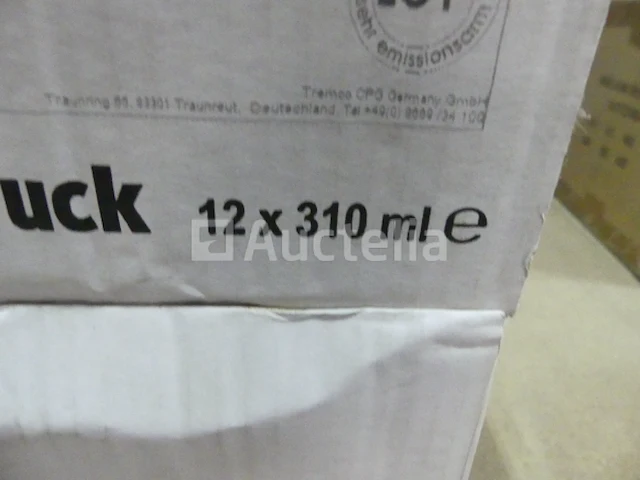 sehr emissionsarm
Tremco CPG Germany GmbH
Traunring 65, 83301 Traunreut, Deutschland, Tel +49(0) 8669 /34 100
uck 12 x 310 ml ℮
Auctelia